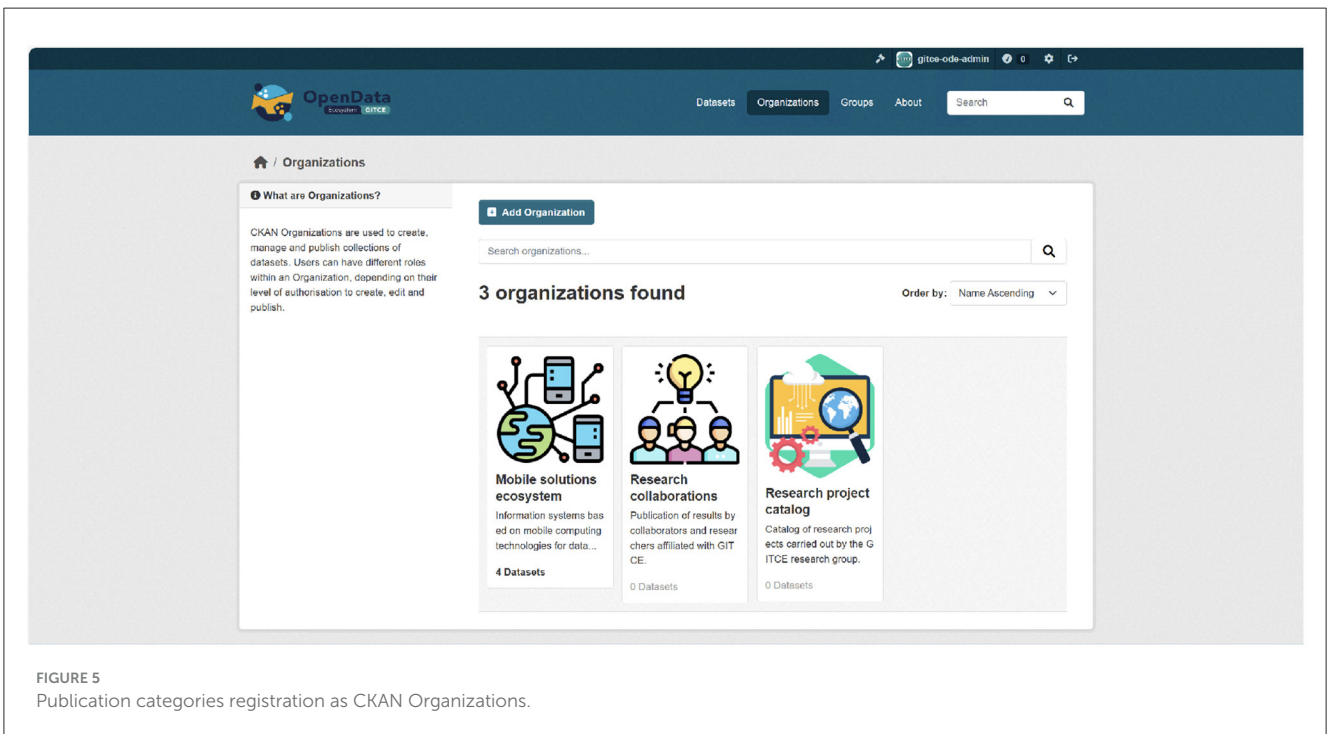 gitce-ode-admin 0
OpenData
Ecosystem GITCE
Datasets Organizations Groups About Search
/ Organizations
What are Organizations?
CKAN Organizations are used to create,
manage and publish collections of
datasets. Users can have different roles
within an Organization, depending on their
level of authorisation to create, edit and
publish.
Add Organization
Search organizations...
3 organizations found
Order by: Name Ascending
Mobile solutions
ecosystem
Information systems bas
ed on mobile computing
technologies for data...
4 Datasets
Research
collaborations
Publication of results by
collaborators and resear
chers affiliated with GIT
CE.
0 Datasets
Research project
catalog
Catalog of research proj
ects carried out by the G
ITCE research group.
0 Datasets
FIGURE 5
Publication categories registration as CKAN Organizations.